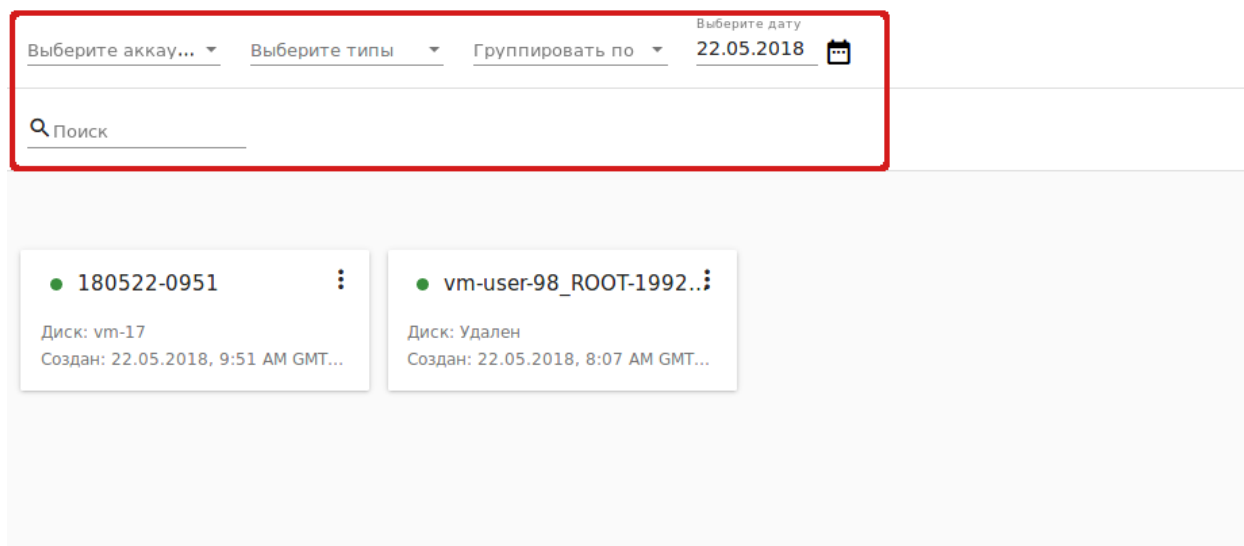 Выберите дату
Выберите аккау... Выберите типы Группировать по 22.05.2018
Поиск
180522-0951
Диск: vm-17
Создан: 22.05.2018, 9:51 AM GMT...
vm-user-98_ROOT-1992...
Диск: Удален
Создан: 22.05.2018, 8:07 AM GMT...